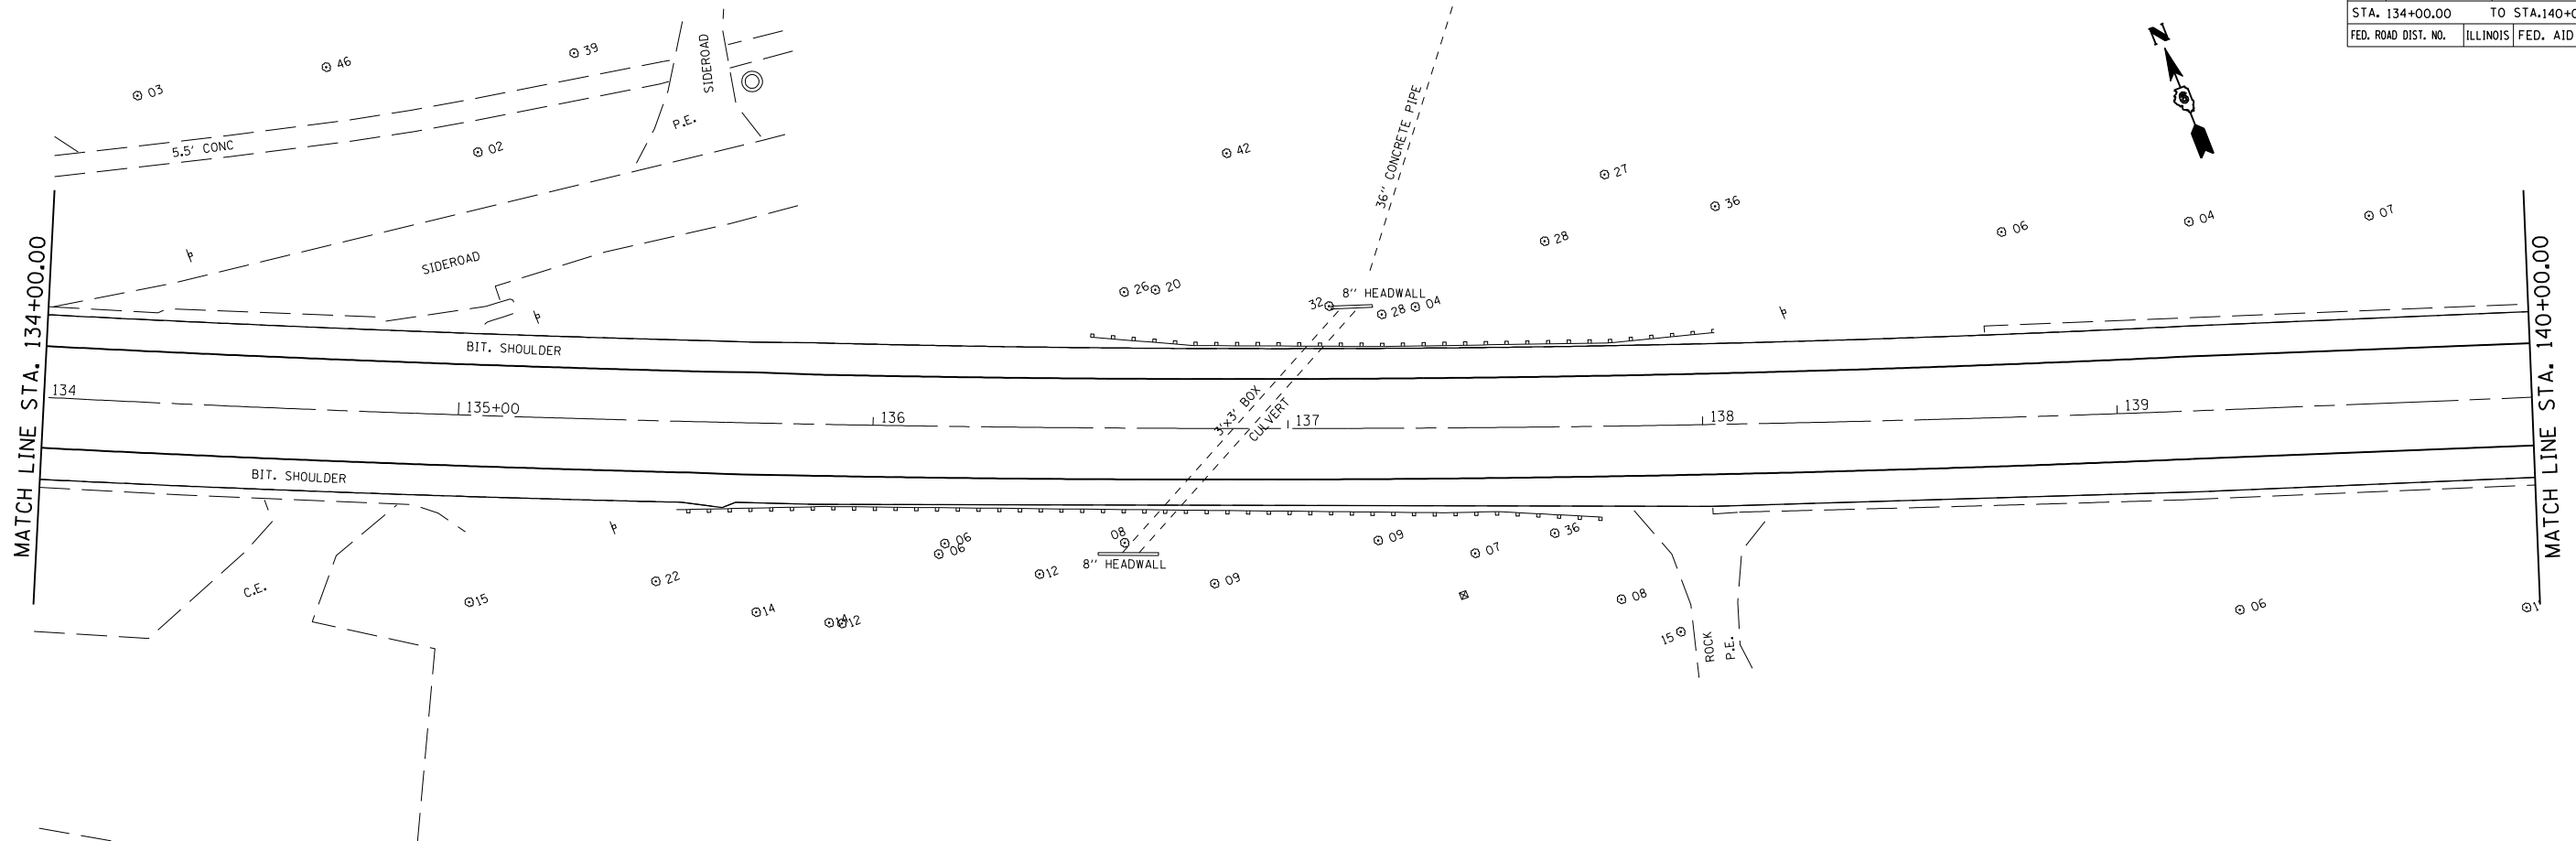 STA. 134+00.00 TO STA.140+0
FED. ROAD DIST. NO. ILLINOIS FED. AID
N
03
46
39
SIDEROAD
5.5' CONC
02
P.E.
42
36'' CONCRETE PIPE
27
36
28
06
04
07
SIDEROAD
26
20
32
8'' HEADWALL
28
04
MATCH LINE STA. 134+00.00
MATCH LINE STA. 140+00.00
BIT. SHOULDER
134
135+00
136
3'x3' BOX
CULVERT
137
138
139
BIT. SHOULDER
06
06
08
8'' HEADWALL
09
07
36
C.E.
15
22
12
09
14
14
12
08
15
ROCK
P.E.
06